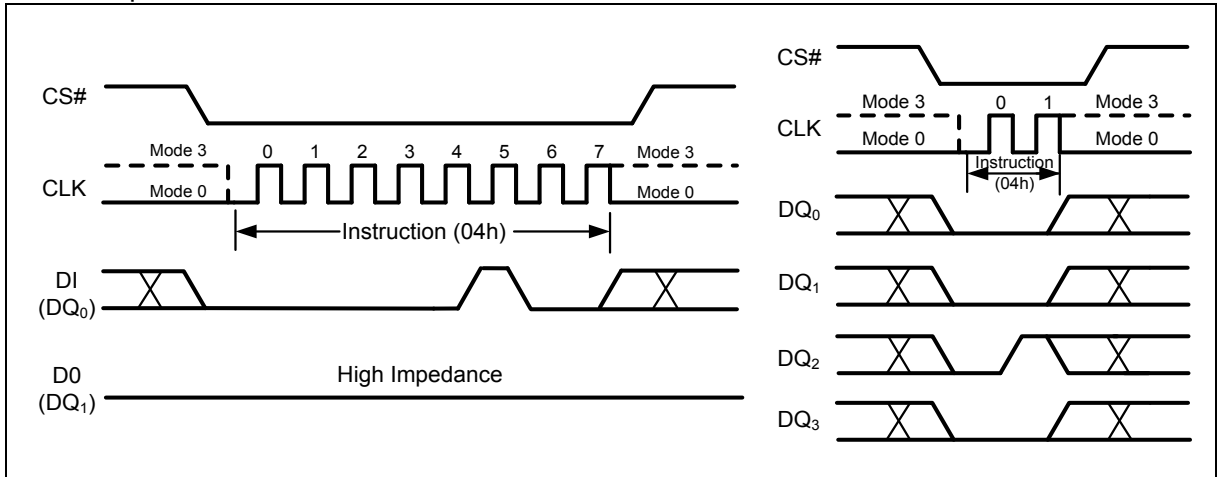 CS#
Mode 3 0 1 2 3 4 5 6 7 Mode 3
CLK
Mode 0 Mode 0
Instruction (04h)
DI
(DQ0)
D0
(DQ1)
High Impedance
CS#
Mode 3 0 1 Mode 3
CLK
Mode 0 Mode 0
Instruction
(04h)
DQ0
DQ1
DQ2
DQ3